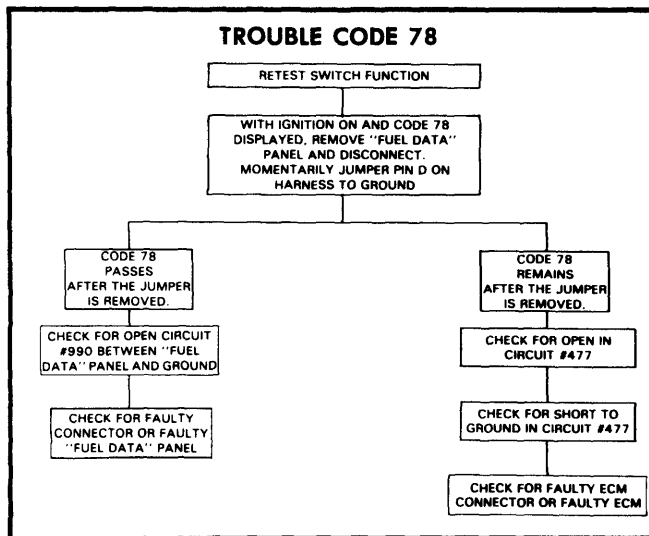 TROUBLE CODE 78
RETEST SWITCH FUNCTION
WITH IGNITION ON AND CODE 78
DISPLAYED, REMOVE "FUEL DATA"
PANEL AND DISCONNECT.
MOMENTARILY JUMPER PIN D ON
HARNESS TO GROUND
CODE 78
PASSES
AFTER THE JUMPER
IS REMOVED.
CHECK FOR OPEN CIRCUIT
#990 BETWEEN "FUEL
DATA" PANEL AND GROUND
CHECK FOR FAULTY
CONNECTOR OR FAULTY
"FUEL DATA" PANEL
CODE 78
REMAINS
AFTER THE JUMPER
IS REMOVED.
CHECK FOR OPEN IN
CIRCUIT #477
CHECK FOR SHORT TO
GROUND IN CIRCUIT #477
CHECK FOR FAULTY ECM
CONNECTOR OR FAULTY ECM